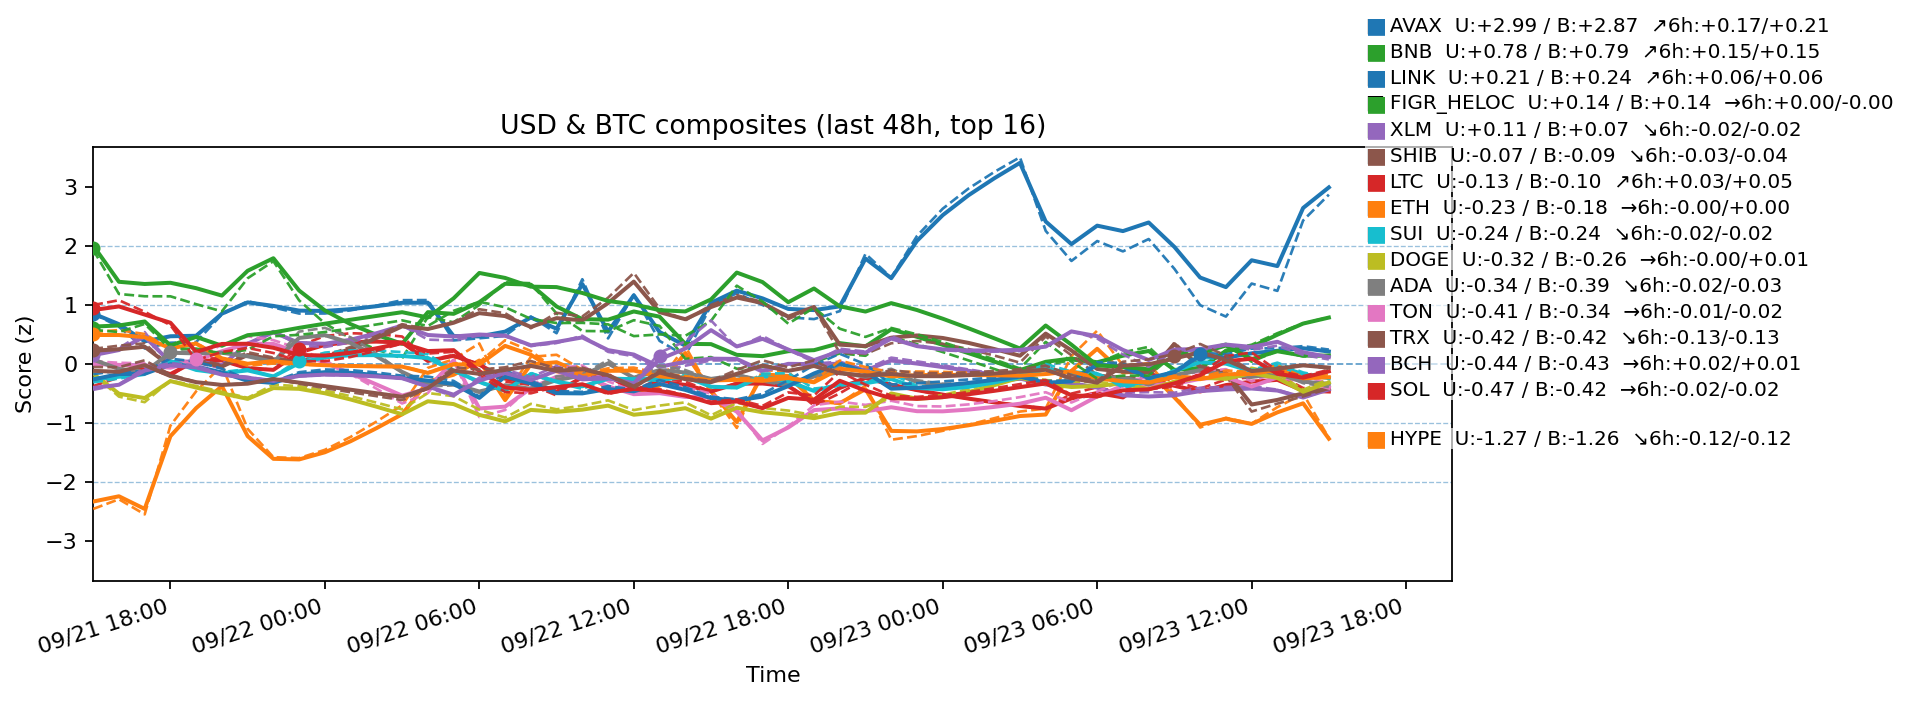 AVAX  U:+2.99 / B:+2.87  ↗6h:+0.17/+0.21
BNB  U:+0.78 / B:+0.79  ↗6h:+0.15/+0.15
LINK  U:+0.21 / B:+0.24  ↗6h:+0.06/+0.06
FIGR_HELOC  U:+0.14 / B:+0.14  →6h:+0.00/-0.00
XLM  U:+0.11 / B:+0.07  ↘6h:-0.02/-0.02
SHIB  U:-0.07 / B:-0.09  ↘6h:-0.03/-0.04
LTC  U:-0.13 / B:-0.10  ↗6h:+0.03/+0.05
ETH  U:-0.23 / B:-0.18  →6h:-0.00/+0.00
SUI  U:-0.24 / B:-0.24  ↘6h:-0.02/-0.02
DOGE  U:-0.32 / B:-0.26  →6h:-0.00/+0.01
ADA  U:-0.34 / B:-0.39  ↘6h:-0.02/-0.03
TON  U:-0.41 / B:-0.34  →6h:-0.01/-0.02
TRX  U:-0.42 / B:-0.42  ↘6h:-0.13/-0.13
BCH  U:-0.44 / B:-0.43  →6h:+0.02/+0.01
SOL  U:-0.47 / B:-0.42  →6h:-0.02/-0.02
HYPE  U:-1.27 / B:-1.26  ↘6h:-0.12/-0.12
USD & BTC composites (last 48h, top 16)
Score (z)
3
2
1
0
−1
−2
−3
09/21 18:00
09/22 00:00
09/22 06:00
09/22 12:00
09/22 18:00
09/23 00:00
09/23 06:00
09/23 12:00
09/23 18:00
Time